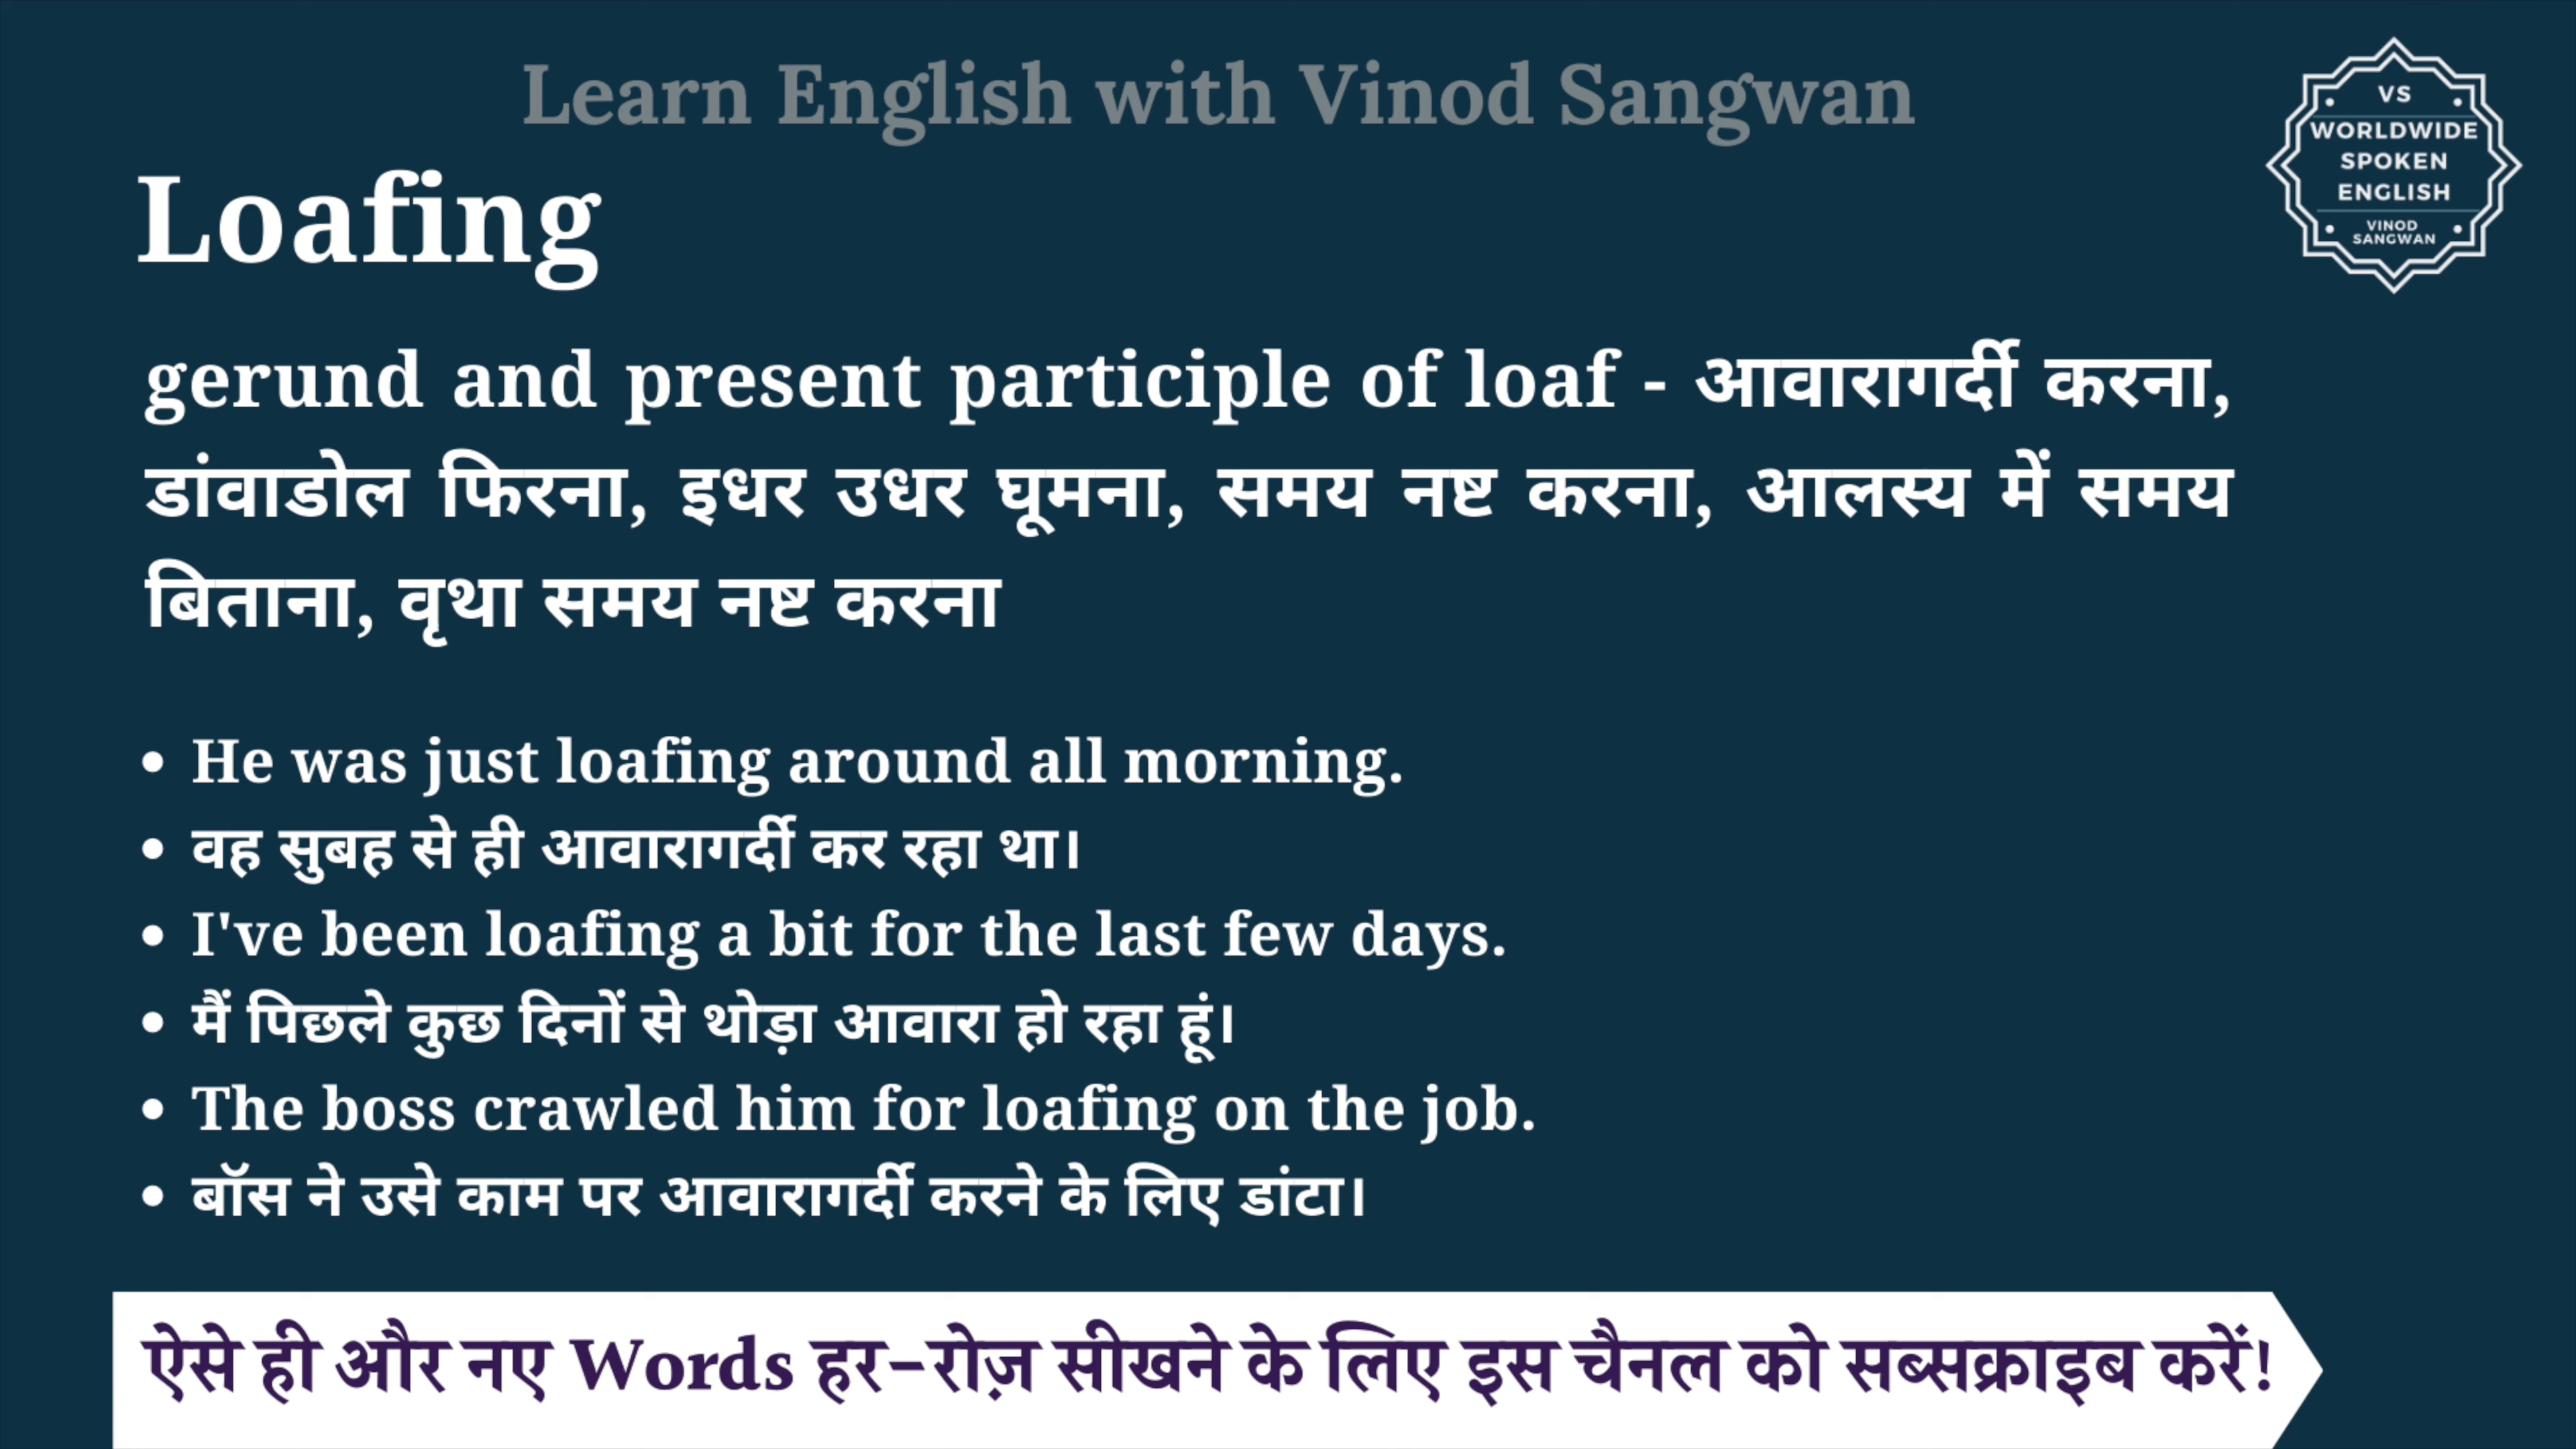 Learn English with Vinod Sangwan
VS
WORLDWIDE
SPOKEN
ENGLISH
VINOD
SANGWAN
Loafing
gerund and present participle of loaf - आवारागर्दी करना,
डांवाडोल फिरना, इधर उधर घूमना, समय नष्ट करना, आलस्य में समय
बिताना, वृथा समय नष्ट करना
• He was just loafing around all morning.
• वह सुबह से ही आवारागर्दी कर रहा था।
• I've been loafing a bit for the last few days.
• मैं पिछले कुछ दिनों से थोड़ा आवारा हो रहा हूं।
• The boss crawled him for loafing on the job.
• बॉस ने उसे काम पर आवारागर्दी करने के लिए डांटा।
ऐसे ही और नए Words हर-रोज़ सीखने के लिए इस चैनल को सब्सक्राइब करें!